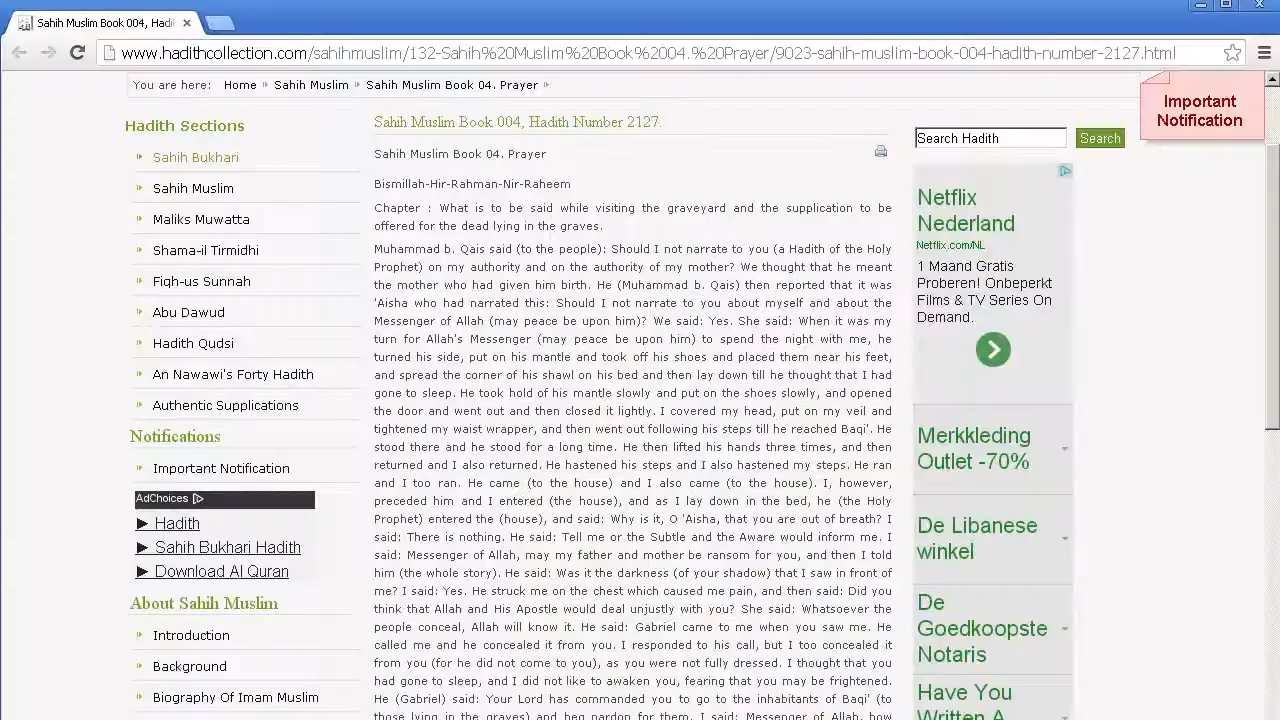 Sahih Muslim Book 004, Hadi
www.hadithcollection.com/sahihmuslim/132-Sahih%20Muslim%20Book%2004.%20Prayer/9023-sahih-muslim-book-004-hadith-number-2127.html
You are here: Home Sahih Muslim Sahih Muslim Book 04. Prayer
Important
Notification
Hadith Sections
Sahih Bukhari
Sahih Muslim
Maliks Muwatta
Shama-il Tirmidhi
Fiqh-us Sunnah
Abu Dawud
Hadith Qudsi
An Nawawi's Forty Hadith
Authentic Supplications
Notifications
Important Notification
AdChoices
Hadith
Sahih Bukhari Hadith
Download Al Quran
About Sahih Muslim
Introduction
Background
Biography Of Imam Muslim
Sahih Muslim Book 004, Hadith Number 2127.
Sahih Muslim Book 04. Prayer
Bismillah-Hir-Rahman-Nir-Raheem
Chapter : What is to be said while visiting the graveyard and the supplication to
be offered for the dead lying in the graves.
Muhammad b. Qais said (to the people): Should I not narrate to you (a Hadith of the Holy
Prophet) on my authority and on the authority of my mother? We thought that he meant
the mother who had given him birth. He (Muhammad b. Qais) then reported that it was
'Aisha who had narrated this: Should I not narrate to you about myself and about the
Messenger of Allah (may peace be upon him)? We said: Yes. She said: When it was my
turn for Allah's Messenger (may peace be upon him) to spend the night with me, he
turned his side, put on his mantle and took off his shoes and placed them near his feet,
and spread the corner of his shawl on his bed and then lay down till he thought that I had
gone to sleep. He took hold of his mantle slowly and put on the shoes slowly, and opened
the door and went out and then closed it lightly. I covered my head, put on my veil and
tightened my waist wrapper, and then went out following his steps till he reached Baqi'. He
stood there and he stood for a long time. He then lifted his hands three times, and then
returned and I also returned. He hastened his steps and I also hastened my steps. He ran
and I too ran. He came (to the house) and I also came (to the house). I, however,
preceded him and I entered (the house), and as I lay down in the bed, he (the Holy
Prophet) entered the (house), and said: Why is it, O 'Aisha, that you are out of breath? I
said: There is nothing. He said: Tell me or the Subtle and the Aware would inform me. I
said: Messenger of Allah, may my father and mother be ransom for you, and then I told
him (the whole story). He said: Was it the darkness (of your shadow) that I saw in front of
me? I said: Yes. He struck me on the chest which caused me pain, and then said: Did you
think that Allah and His Apostle would deal unjustly with you? She said: Whatsoever the
people conceal, Allah will know it. He said: Gabriel came to me when you saw me. He
called me and he concealed it from you. I responded to his call, but I too concealed it
from you (for he did not come to you), as you were not fully dressed. I thought that you
had gone to sleep, and I did not like to awaken you, fearing that you may be frightened.
He (Gabriel) said: Your Lord has commanded you to go to the inhabitants of Baqi' (to
those lying in the graves) and beg pardon for them. I said: Messenger of Allah, how
Search Hadith Search
Netflix
Nederland
Netflix.com/NL
1 Maand Gratis
Proberen! Onbeperkt
Films & TV Series On
Demand.
Merkkleding
Outlet -70%
De Libanese
winkel
De
Goedkoopste
Notaris
Have You
Written A